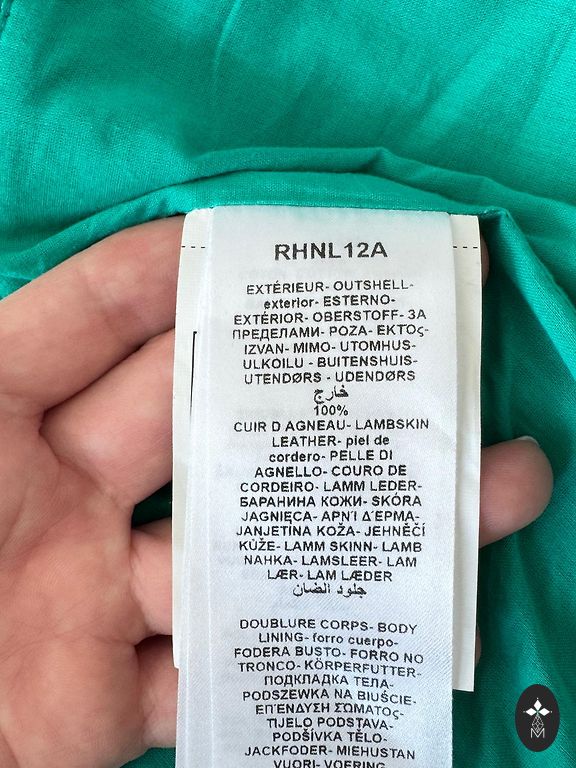 RHNL12A
EXTÉRIEUR- OUTSHELL-
exterior- ESTERNO-
EXTÉRIOR- OBERSTOFF- ЗА
ПРЕДЕЛАМИ- POZA- ΕΚΤΟς-
IZVAN- MIMO- UTOMHUS-
ULKOILU - BUITENSHUIS-
UTENDØRS - UDENDØRS
خارج
100%
CUIR D AGNEAU- LAMBSKIN
LEATHER- piel de
cordero- PELLE DI
AGNELLO- COURO DE
CORDEIRO- LAMM LEDER-
БАРАНИНА КОЖИ- SKÓRA
JAGNIĘCA- ΑΡΝΊ ΔΈΡΜΑ-
JANJETINA KOŽA- JEHNĚČÍ
KŮŽE- LAMM SKINN- LAMB
NAHKA- LAMSLEER- LAM
LÆR- LAM LÆDER
جلود الضان
DOUBLURE CORPS- BODY
LINING- forro cuerpo-
FODERA BUSTO- FORRO NO
TRONCO- KÖRPERFUTTER-
ПОДКЛАДКА ТЕЛА-
PODSZEWKA NA BIUŚCIE-
ΕΠΈΝΔΥΣΗ ΣΏΜΑΤΟς-
TIJELO PODSTAVA-
PODŠÍVKA TĚLO-
JACKFODER- MIEHUSTAN
VUORI- VOERING
M